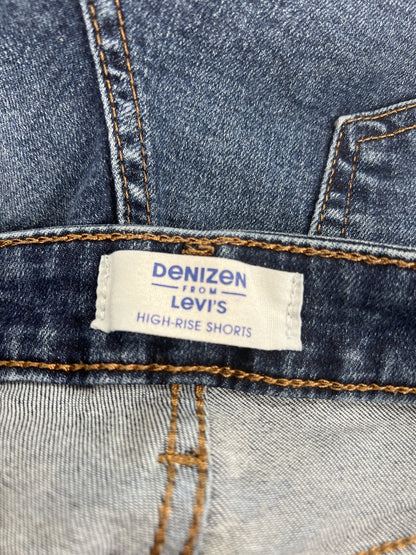 DeNiZeN
FROM
Levi's
HIGH-RISE SHORTS